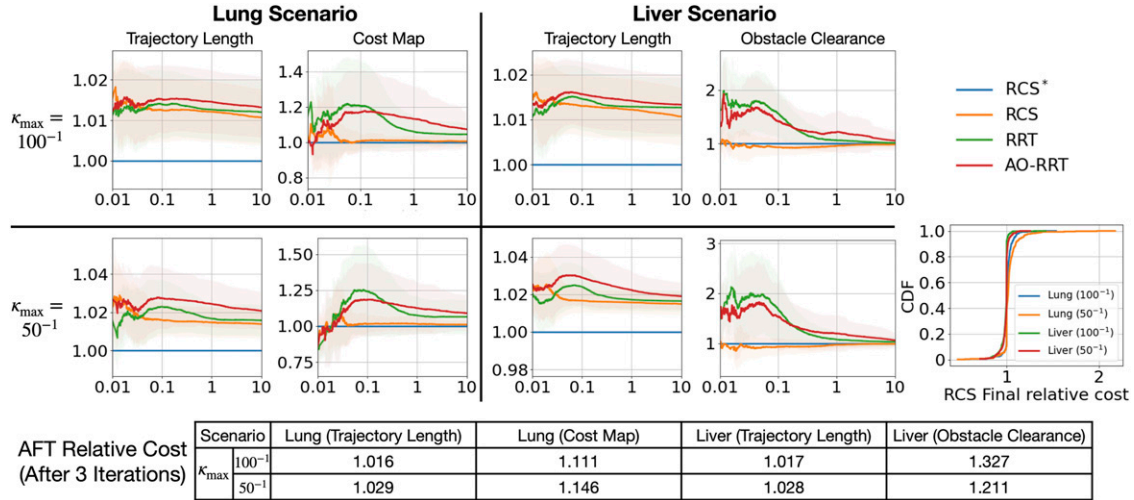 Lung Scenario
Liver Scenario
Trajectory Length
Cost Map
Trajectory Length
Obstacle Clearance
κmax =
100⁻¹
1.02
1.01
1.00
0.01 0.1 1 10
1.4
1.2
1.0
0.8
0.01 0.1 1 10
1.02
1.01
1.00
0.01 0.1 1 10
2
1
0.01 0.1 1 10
RCS*
RCS
RRT
AO-RRT
κmax =
50⁻¹
1.04
1.02
1.00
0.01 0.1 1 10
1.50
1.25
1.00
0.75
0.01 0.1 1 10
1.04
1.02
1.00
0.98
0.01 0.1 1 10
3
2
1
0.01 0.1 1 10
CDF
1.0
0.8
0.6
0.4
0.2
0
Lung (100⁻¹)
Lung (50⁻¹)
Liver (100⁻¹)
Liver (50⁻¹)
1 2
RCS Final relative cost
AFT Relative Cost
(After 3 Iterations)
Scenario Lung (Trajectory Length) Lung (Cost Map) Liver (Trajectory Length) Liver (Obstacle Clearance)
κmax 100⁻¹ 1.016 1.111 1.017 1.327
50⁻¹ 1.029 1.146 1.028 1.211